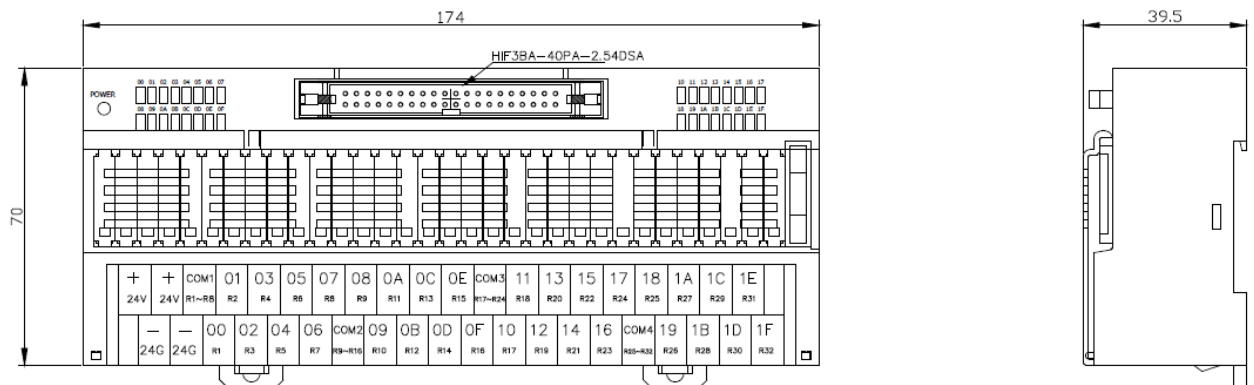 174
39.5
HIF3BA-40PA-2.54DSA
00 01 02 03 04 05 06 07
10 11 12 13 14 15 16 17
POWER
08 09 0A 0B 0C 0D 0E 0F
18 19 1A 1B 1C 1D 1E 1F
70
+ + COM1 01 03 05 07 08 0A 0C 0E COM3 11 13 15 17 18 1A 1C 1E
24V 24V R1~R8 R2 R4 R6 R8 R9 R11 R13 R15 R17~R24 R18 R20 R22 R24 R25 R27 R29 R31
- - 00 02 04 06 COM2 09 0B 0D 0F 10 12 14 16 COM4 19 1B 1D 1F
24G 24G R1 R3 R5 R7 R9~R16 R10 R12 R14 R16 R17 R19 R21 R23 R25~R32 R26 R28 R30 R32